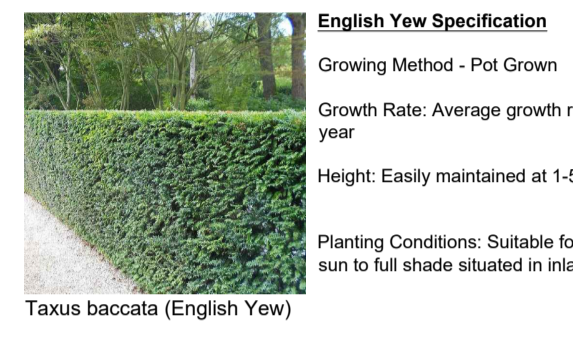 English Yew Specification
Growing Method - Pot Grown
Growth Rate: Average growth
year
Height: Easily maintained at
Planting Conditions: Suitable
sun to full shade situated in
Taxus baccata (English Yew)